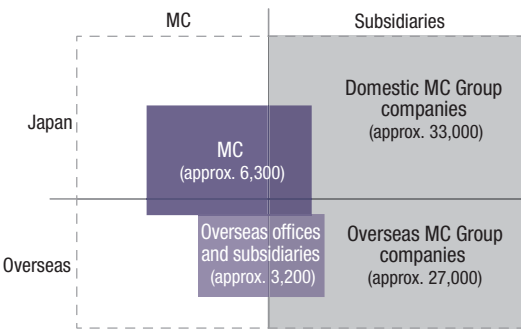 MC
Subsidiaries
Japan
MC
(approx. 6,300)
Domestic MC Group
companies
(approx. 33,000)
Overseas
Overseas offices
and subsidiaries
(approx. 3,200)
Overseas MC Group
companies
(approx. 27,000)